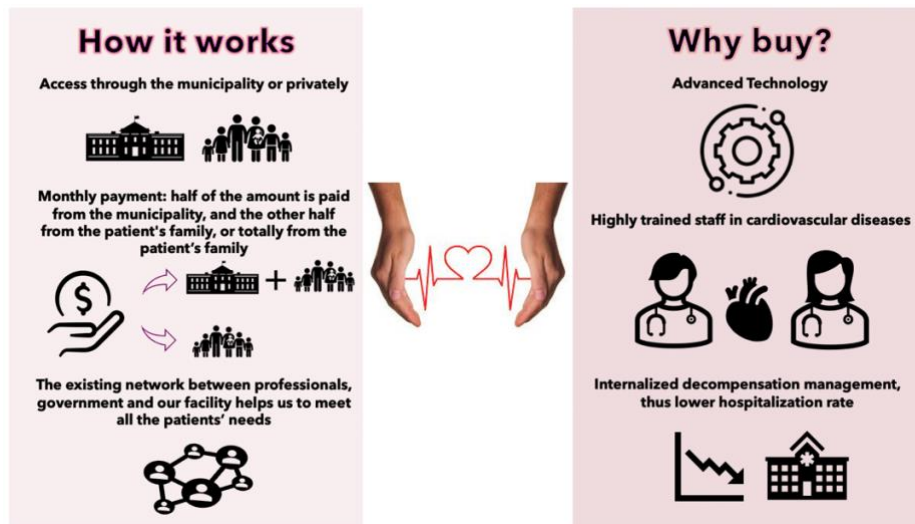 How it works
Access through the municipality or privately
Monthly payment: half of the amount is paid
from the municipality, and the other half
from the patient's family, or totally from the
patient's family
$
+
The existing network between professionals,
government and our facility helps us to meet
all the patients' needs
Why buy?
Advanced Technology
Highly trained staff in cardiovascular diseases
Internalized decompensation management,
thus lower hospitalization rate